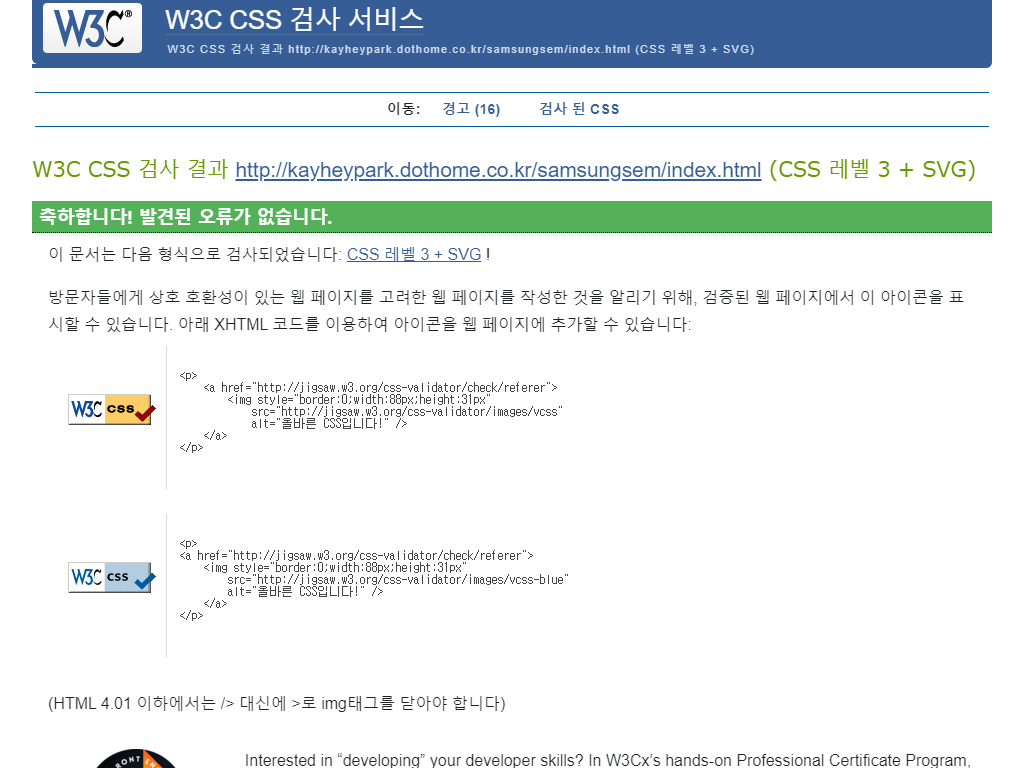 W3C® W3C CSS 검사 서비스
W3C CSS 검사 결과 http://kayheypark.dothome.co.kr/samsungsem/index.html (CSS 레벨 3 + SVG)
이동: 경고 (16) 검사 된 CSS
W3C CSS 검사 결과 http://kayheypark.dothome.co.kr/samsungsem/index.html (CSS 레벨 3 + SVG)
축하합니다! 발견된 오류가 없습니다.
이 문서는 다음 형식으로 검사되었습니다: CSS 레벨 3 + SVG !
방문자들에게 상호 호환성이 있는 웹 페이지를 고려한 웹 페이지를 작성한 것을 알리기 위해, 검증된 웹 페이지에서 이 아이콘을 표
시할 수 있습니다. 아래 XHTML 코드를 이용하여 아이콘을 웹 페이지에 추가할 수 있습니다:
W3C CSS
<p>
<a href="http://jigsaw.w3.org/css-validator/check/referer">
<img style="border:0;width:88px;height:31px"
src="http://jigsaw.w3.org/css-validator/images/vcss"
alt="올바른 CSS입니다!" />
</a>
</p>
W3C CSS
<p>
<a href="http://jigsaw.w3.org/css-validator/check/referer">
<img style="border:0;width:88px;height:31px"
src="http://jigsaw.w3.org/css-validator/images/vcss-blue"
alt="올바른 CSS입니다!" />
</a>
</p>
(HTML 4.01 이하에서는 /> 대신에 >로 img태그를 닫아야 합니다)
Interested in “developing” your developer skills? In W3Cx’s hands-on Professional Certificate Program,